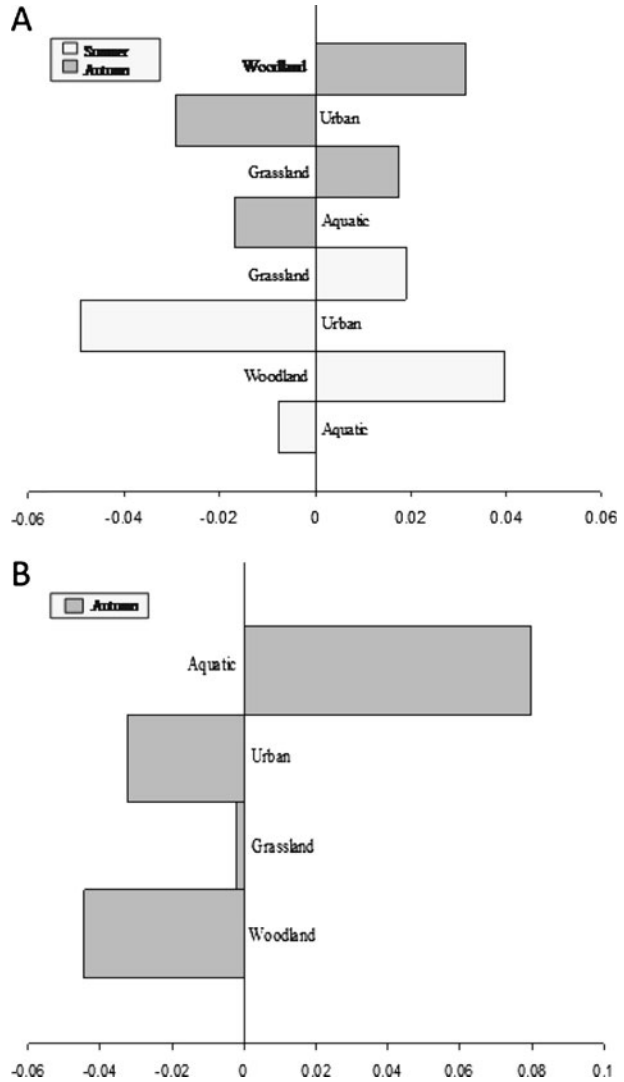 A
Summer
Autumn
Woodland
Urban
Grassland
Aquatic
Grassland
Urban
Woodland
Aquatic
-0.06 -0.04 -0.02 0 0.02 0.04 0.06
B
Autumn
Aquatic
Urban
Grassland
Woodland
-0.06 -0.04 -0.02 0 0.02 0.04 0.06 0.08 0.1